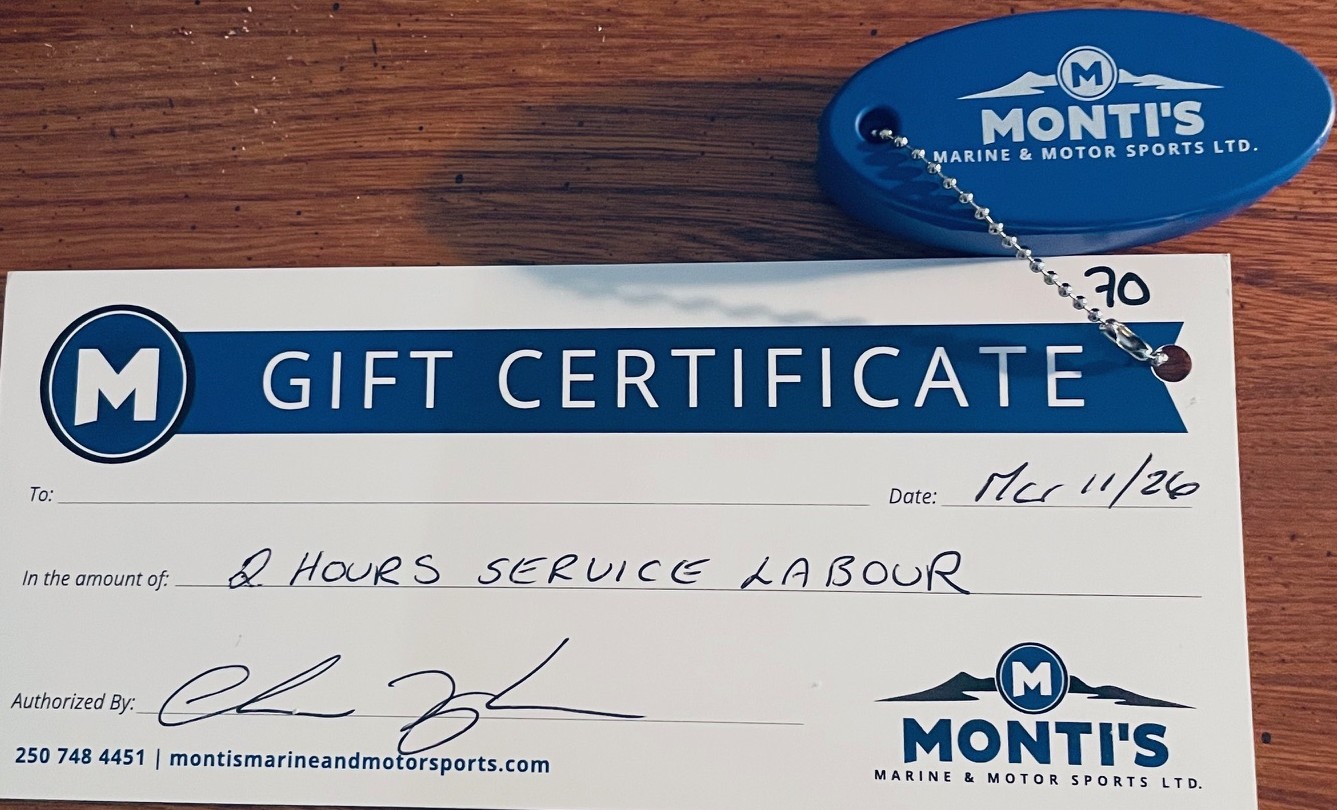 M
MONTI'S
MARINE & MOTOR SPORTS LTD.
70
M
GIFT CERTIFICATE
To:
Date: Mar 11/26
In the amount of: 2 HOURS SERVICE LABOUR
Authorized By:
250 748 4451 | montismarineandmotorsports.com
M
MONTI'S
MARINE & MOTOR SPORTS LTD.